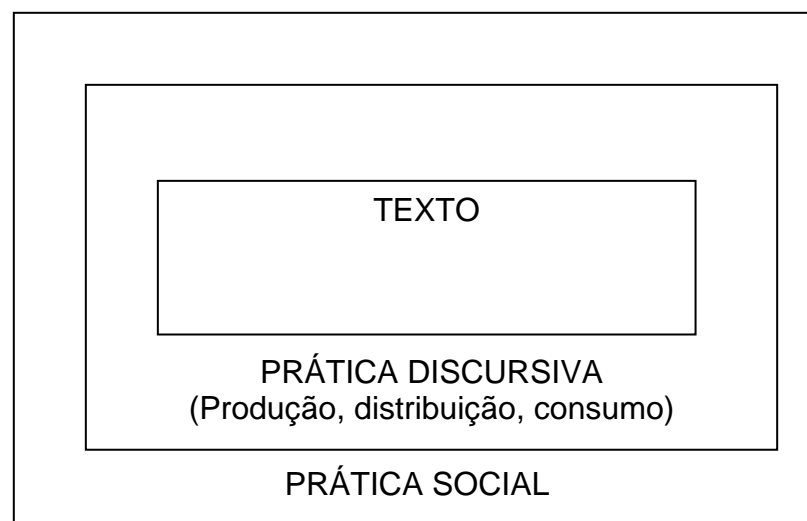 TEXTO
PRÁTICA DISCURSIVA
(Produção, distribuição, consumo)
PRÁTICA SOCIAL